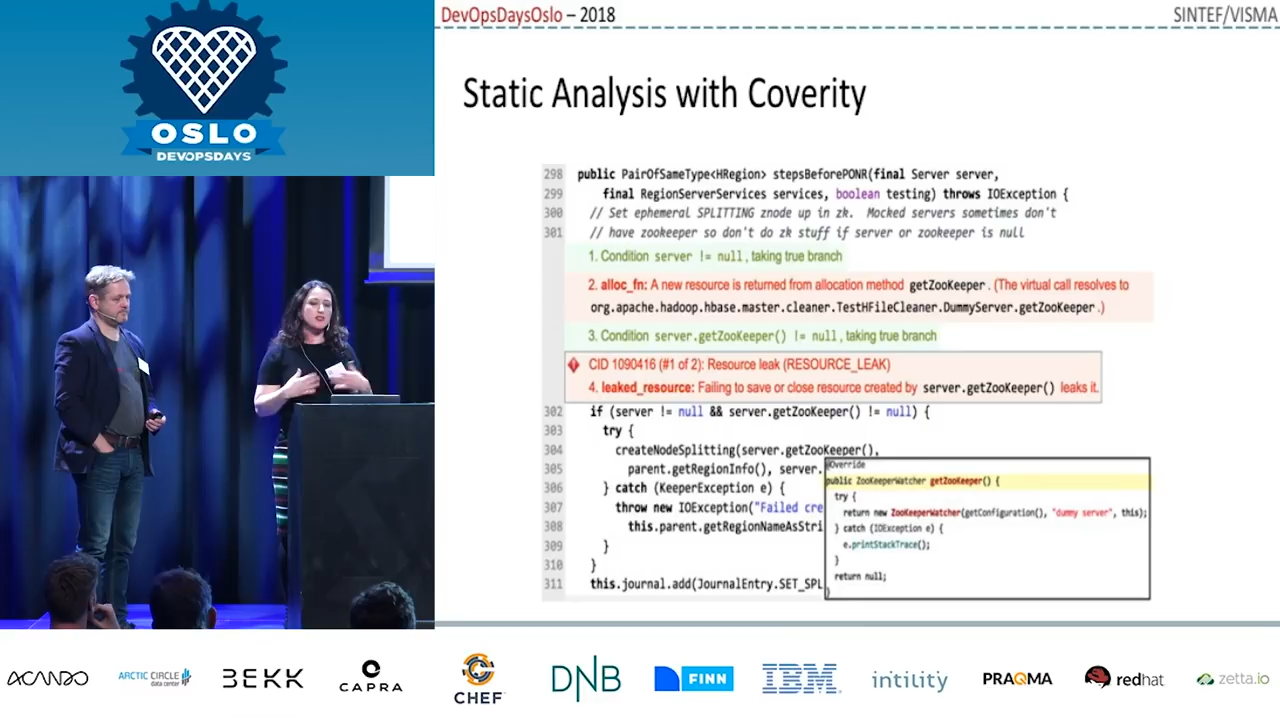 OSLO
DEVOPSDAYS
DevOpsDaysOslo – 2018
SINTEF/VISMA
Static Analysis with Coverity
298 public PairOfSameType<HRegion> stepsBeforePONR(final Server server,
299 final RegionServerServices services, boolean testing) throws IOException {
300 // Set ephemeral SPLITTING znode up in zk. Mocked servers sometimes don't
301 // have zookeeper so don't do zk stuff if server or zookeeper is null
1. Condition server != null, taking true branch
2. alloc_fn: A new resource is returned from allocation method getZooKeeper. (The virtual call resolves to
org.apache.hadoop.hbase.master.cleaner.TestHFileCleaner.DummyServer.getZooKeeper.)
3. Condition server.getZooKeeper() != null, taking true branch
CID 1090416 (#1 of 2): Resource leak (RESOURCE_LEAK)
4. leaked_resource: Failing to save or close resource created by server.getZooKeeper() leaks it.
302 if (server != null && server.getZooKeeper() != null) {
303 try {
304 createNodeSplitting(server.getZooKeeper(),
305 parent.getRegionInfo(), server.
306 } catch (KeeperException e) {
307 throw new IOException("Failed cre
308 this.parent.getRegionNameAsStri
309 }
310 }
311 this.journal.add(JournalEntry.SET_SPL
@Override
public ZooKeeperWatcher getZooKeeper() {
try {
return new ZooKeeperWatcher(getConfiguration(), "dummy server", this);
} catch (IOException e) {
e.printStackTrace();
}
return null;
}
ACANDO
ARCTIC CIRCLE
data center
BEKK
CAPRA
CHEF
DNB
FINN
IBM
intility
PRAQMA
redhat
zetta.io